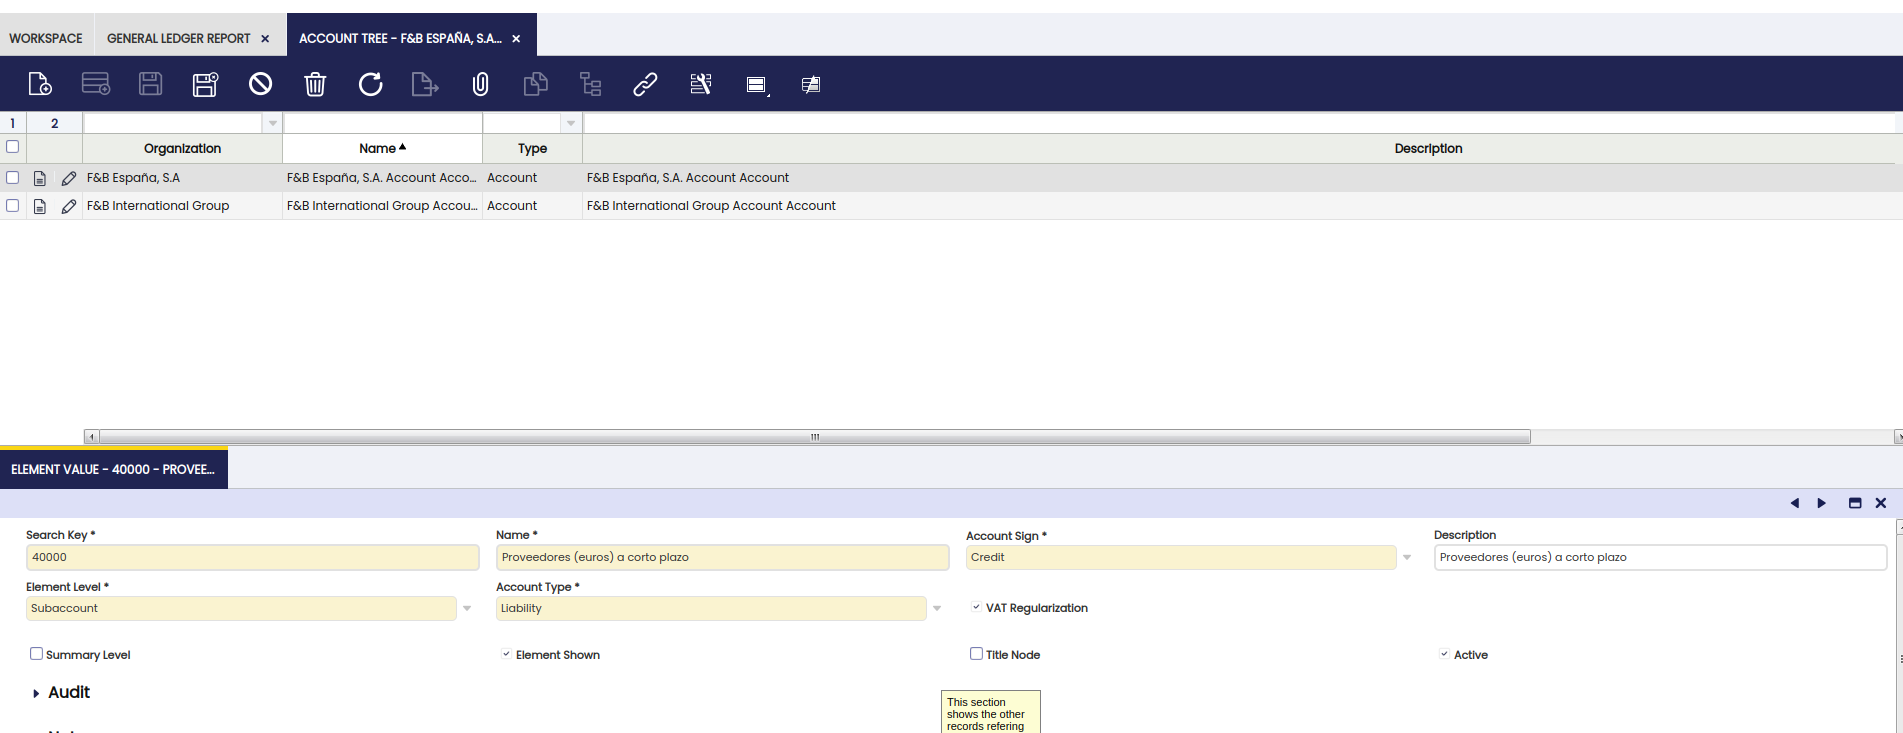 WORKSPACE
GENERAL LEDGER REPORT
ACCOUNT TREE - F&B ESPAÑA, S.A...
1 2
Organization Name Type Description
F&B España, S.A F&B España, S.A. Account Acco... Account F&B España, S.A. Account Account
F&B International Group F&B International Group Accou... Account F&B International Group Account Account
ELEMENT VALUE - 40000 - PROVEE...
Search Key * Name * Account Sign * Description
40000 Proveedores (euros) a corto plazo Credit Proveedores (euros) a corto plazo
Element Level * Account Type *
Subaccount Liability VAT Regularization
Summary Level Element Shown Title Node Active
Audit
This section
shows the other
records refering